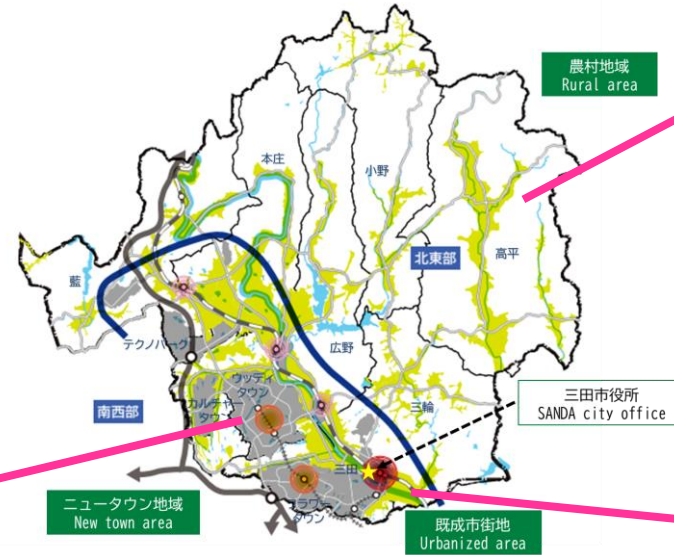 農村地域
Rural area
本庄
小野
北東部
高平
藍
テクノパーク
広野
ウッディ
タウン
カルチャー
タウン
南西部
三輪
三田市役所
SANDA city office
三田
フラワー
タウン
ニュータウン地域
New town area
既成市街地
Urbanized area